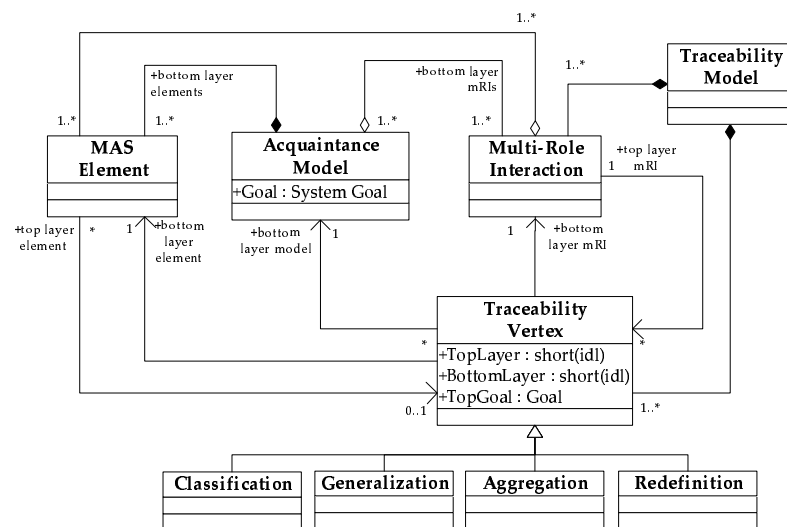 1..*
Traceability
Model
1..*
+bottom layer
elements
+bottom layer
mRIs
1..*
1..*
1..*
1..*
MAS
Element
Acquaintance
Model
+Goal : System Goal
Multi-Role
Interaction
+top layer
mRI
1
+top layer
element
*
1
+bottom
layer
element
+bottom
layer model
1
1
+bottom
layer mRI
Traceability
Vertex
+TopLayer : short(idl)
+BottomLayer : short(idl)
+TopGoal : Goal
*
*
0..1
1..*
Classification
Generalization
Aggregation
Redefinition